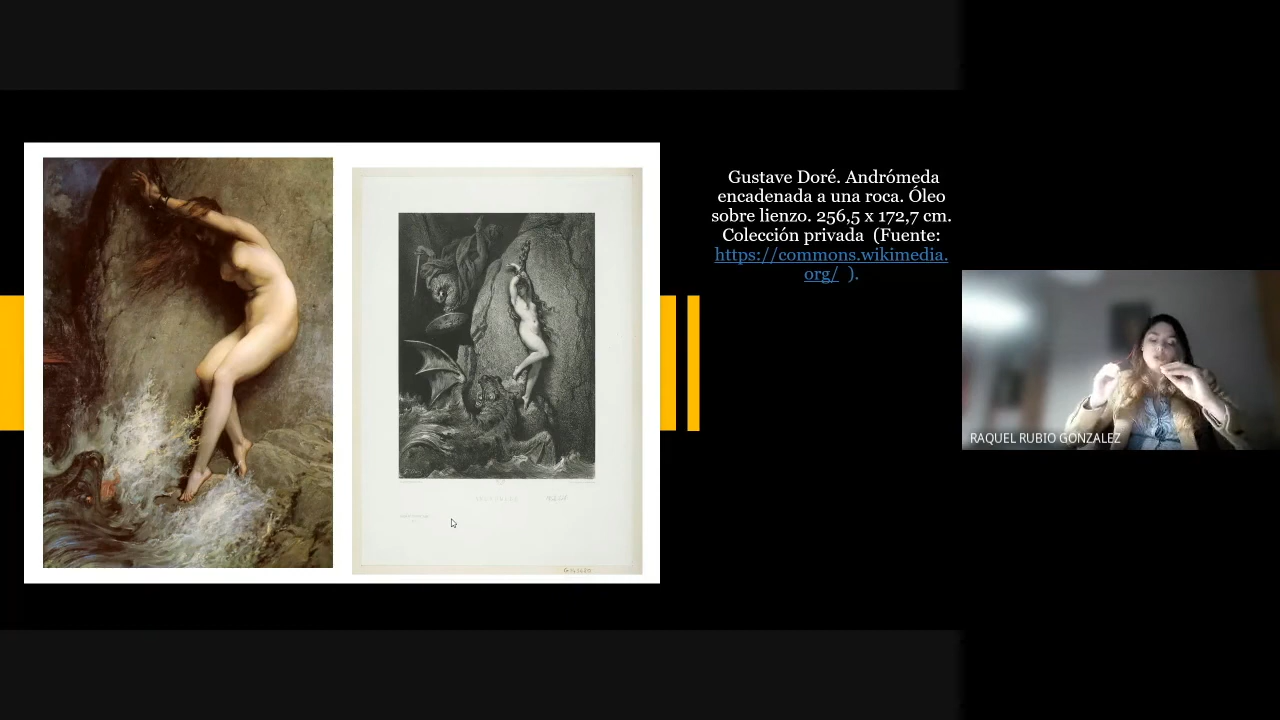 Gustave Doré. Andrómeda
encadenada a una roca. Óleo
sobre lienzo. 256,5 x 172,7 cm.
Colección privada (Fuente:
https://commons.wikimedia.
org/ ).
RAQUEL RUBIO GONZALEZ